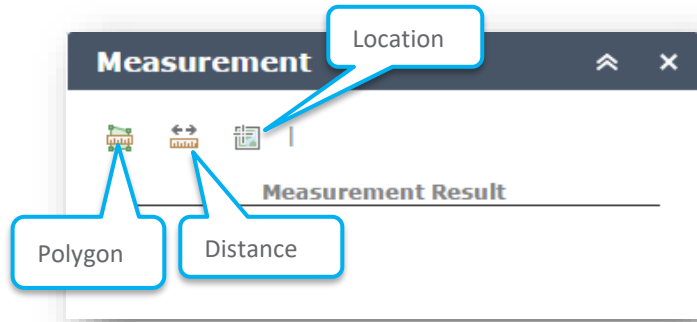 Location
Measurement
Measurement Result
Polygon
Distance